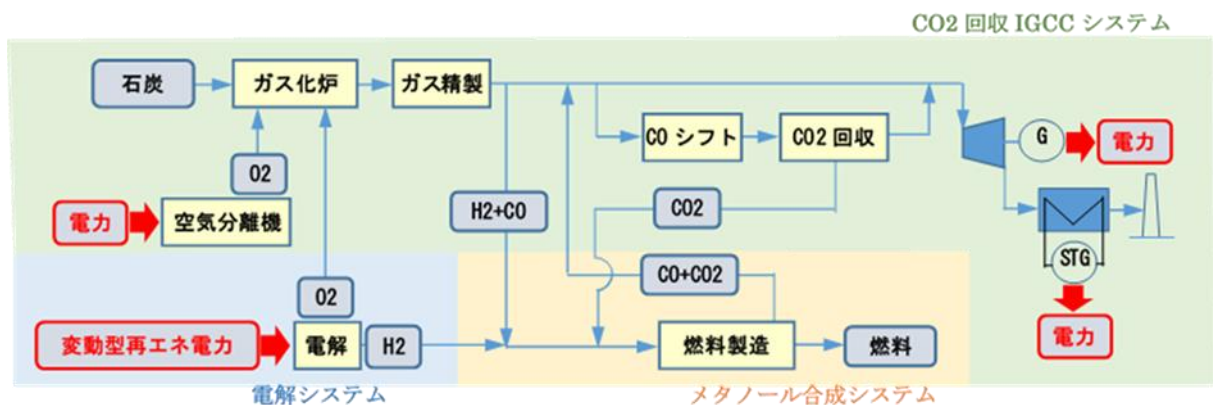 CO2 回収 IGCC システム
石炭
ガス化炉
ガス精製
COシフト
CO2 回収
G
電力
O2
H2+CO
CO2
電力
空気分離機
STG
CO+CO2
O2
電力
変動型再エネ電力
電解
H2
燃料製造
燃料
電解システム
メタノール合成システム